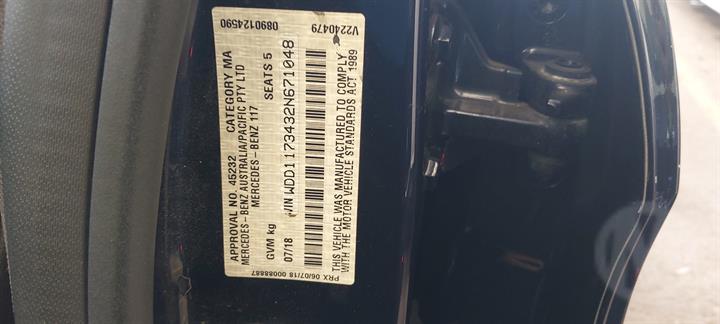 APPROVAL NO. 45232 CATEGORY MA
MERCEDES-BENZ AUSTRALIA/PACIFIC PTY LTD
MERCEDES-BENZ 117
GVM kg SEATS 5
VIN WDD1173432N671048
07/18
THIS VEHICLE WAS MANUFACTURED TO COMPLY
WITH THE MOTOR VEHICLE STANDARDS ACT 1989
0890124590
V2240479
PRX 06/07/18 00088887